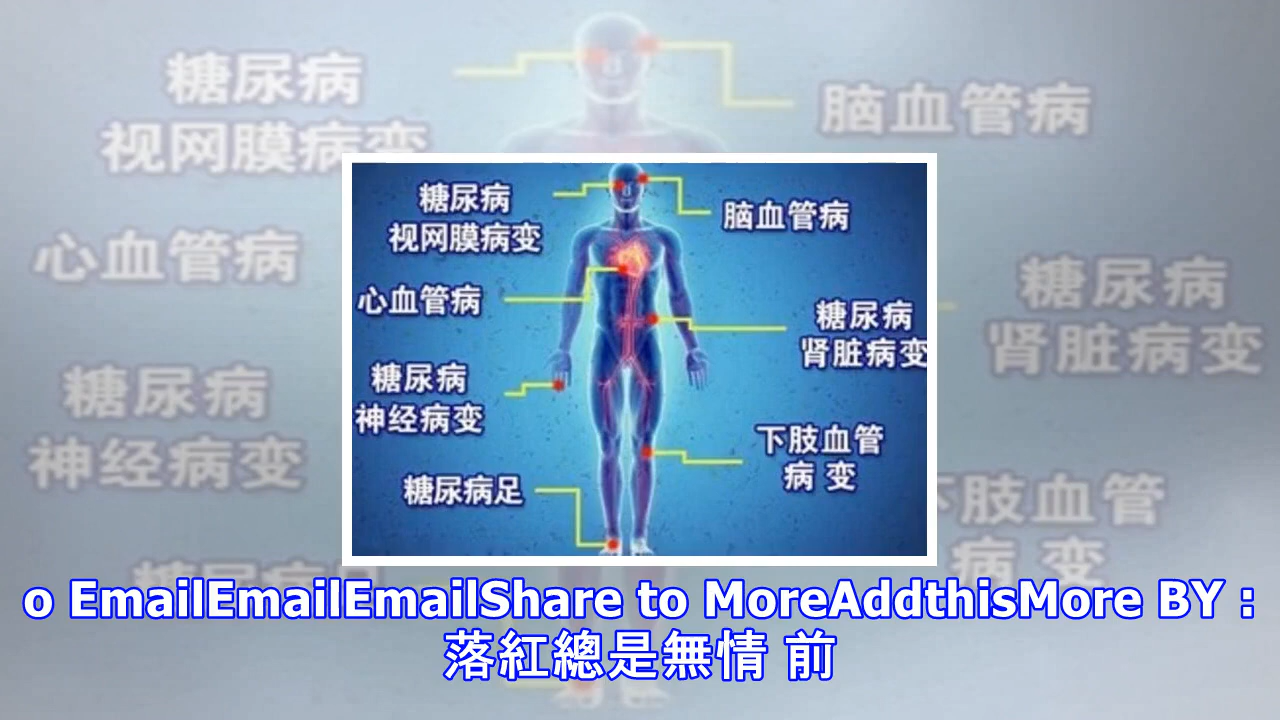 糖尿病
视网膜病变
脑血管病
心血管病
糖尿病
肾脏病变
糖尿病
神经病变
下肢血管
病 变
糖尿病足
o EmailEmailEmailShare to MoreAddthisMore BY :
落紅總是無情 前